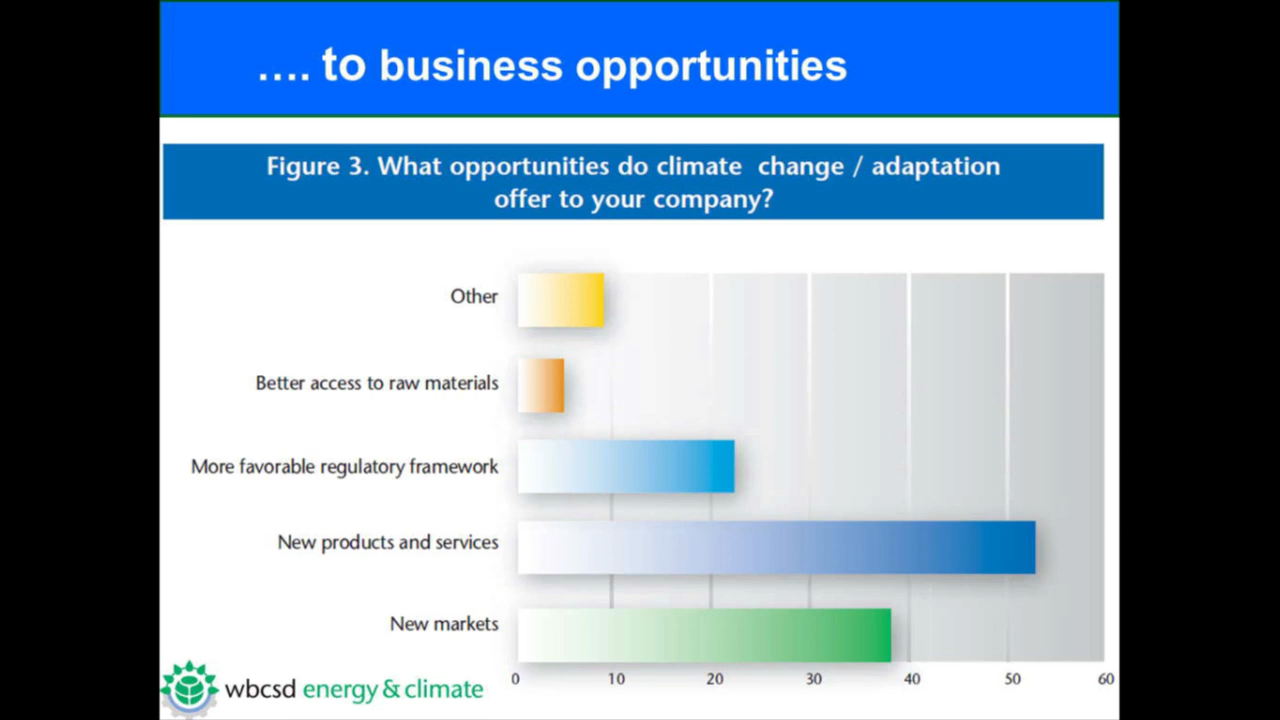 .... to business opportunities
Figure 3. What opportunities do climate change / adaptation
offer to your company?
Other
Better access to raw materials
More favorable regulatory framework
New products and services
New markets
0 10 20 30 40 50 60
wbcsd energy & climate